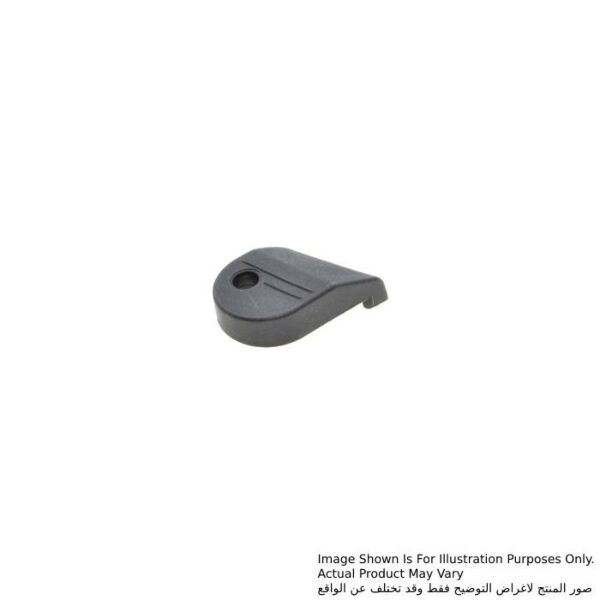 Image Shown Is For Illustration Purposes Only.
Actual Product May Vary
صور المنتج لاغراض التوضيح فقط وقد تختلف عن الواقع